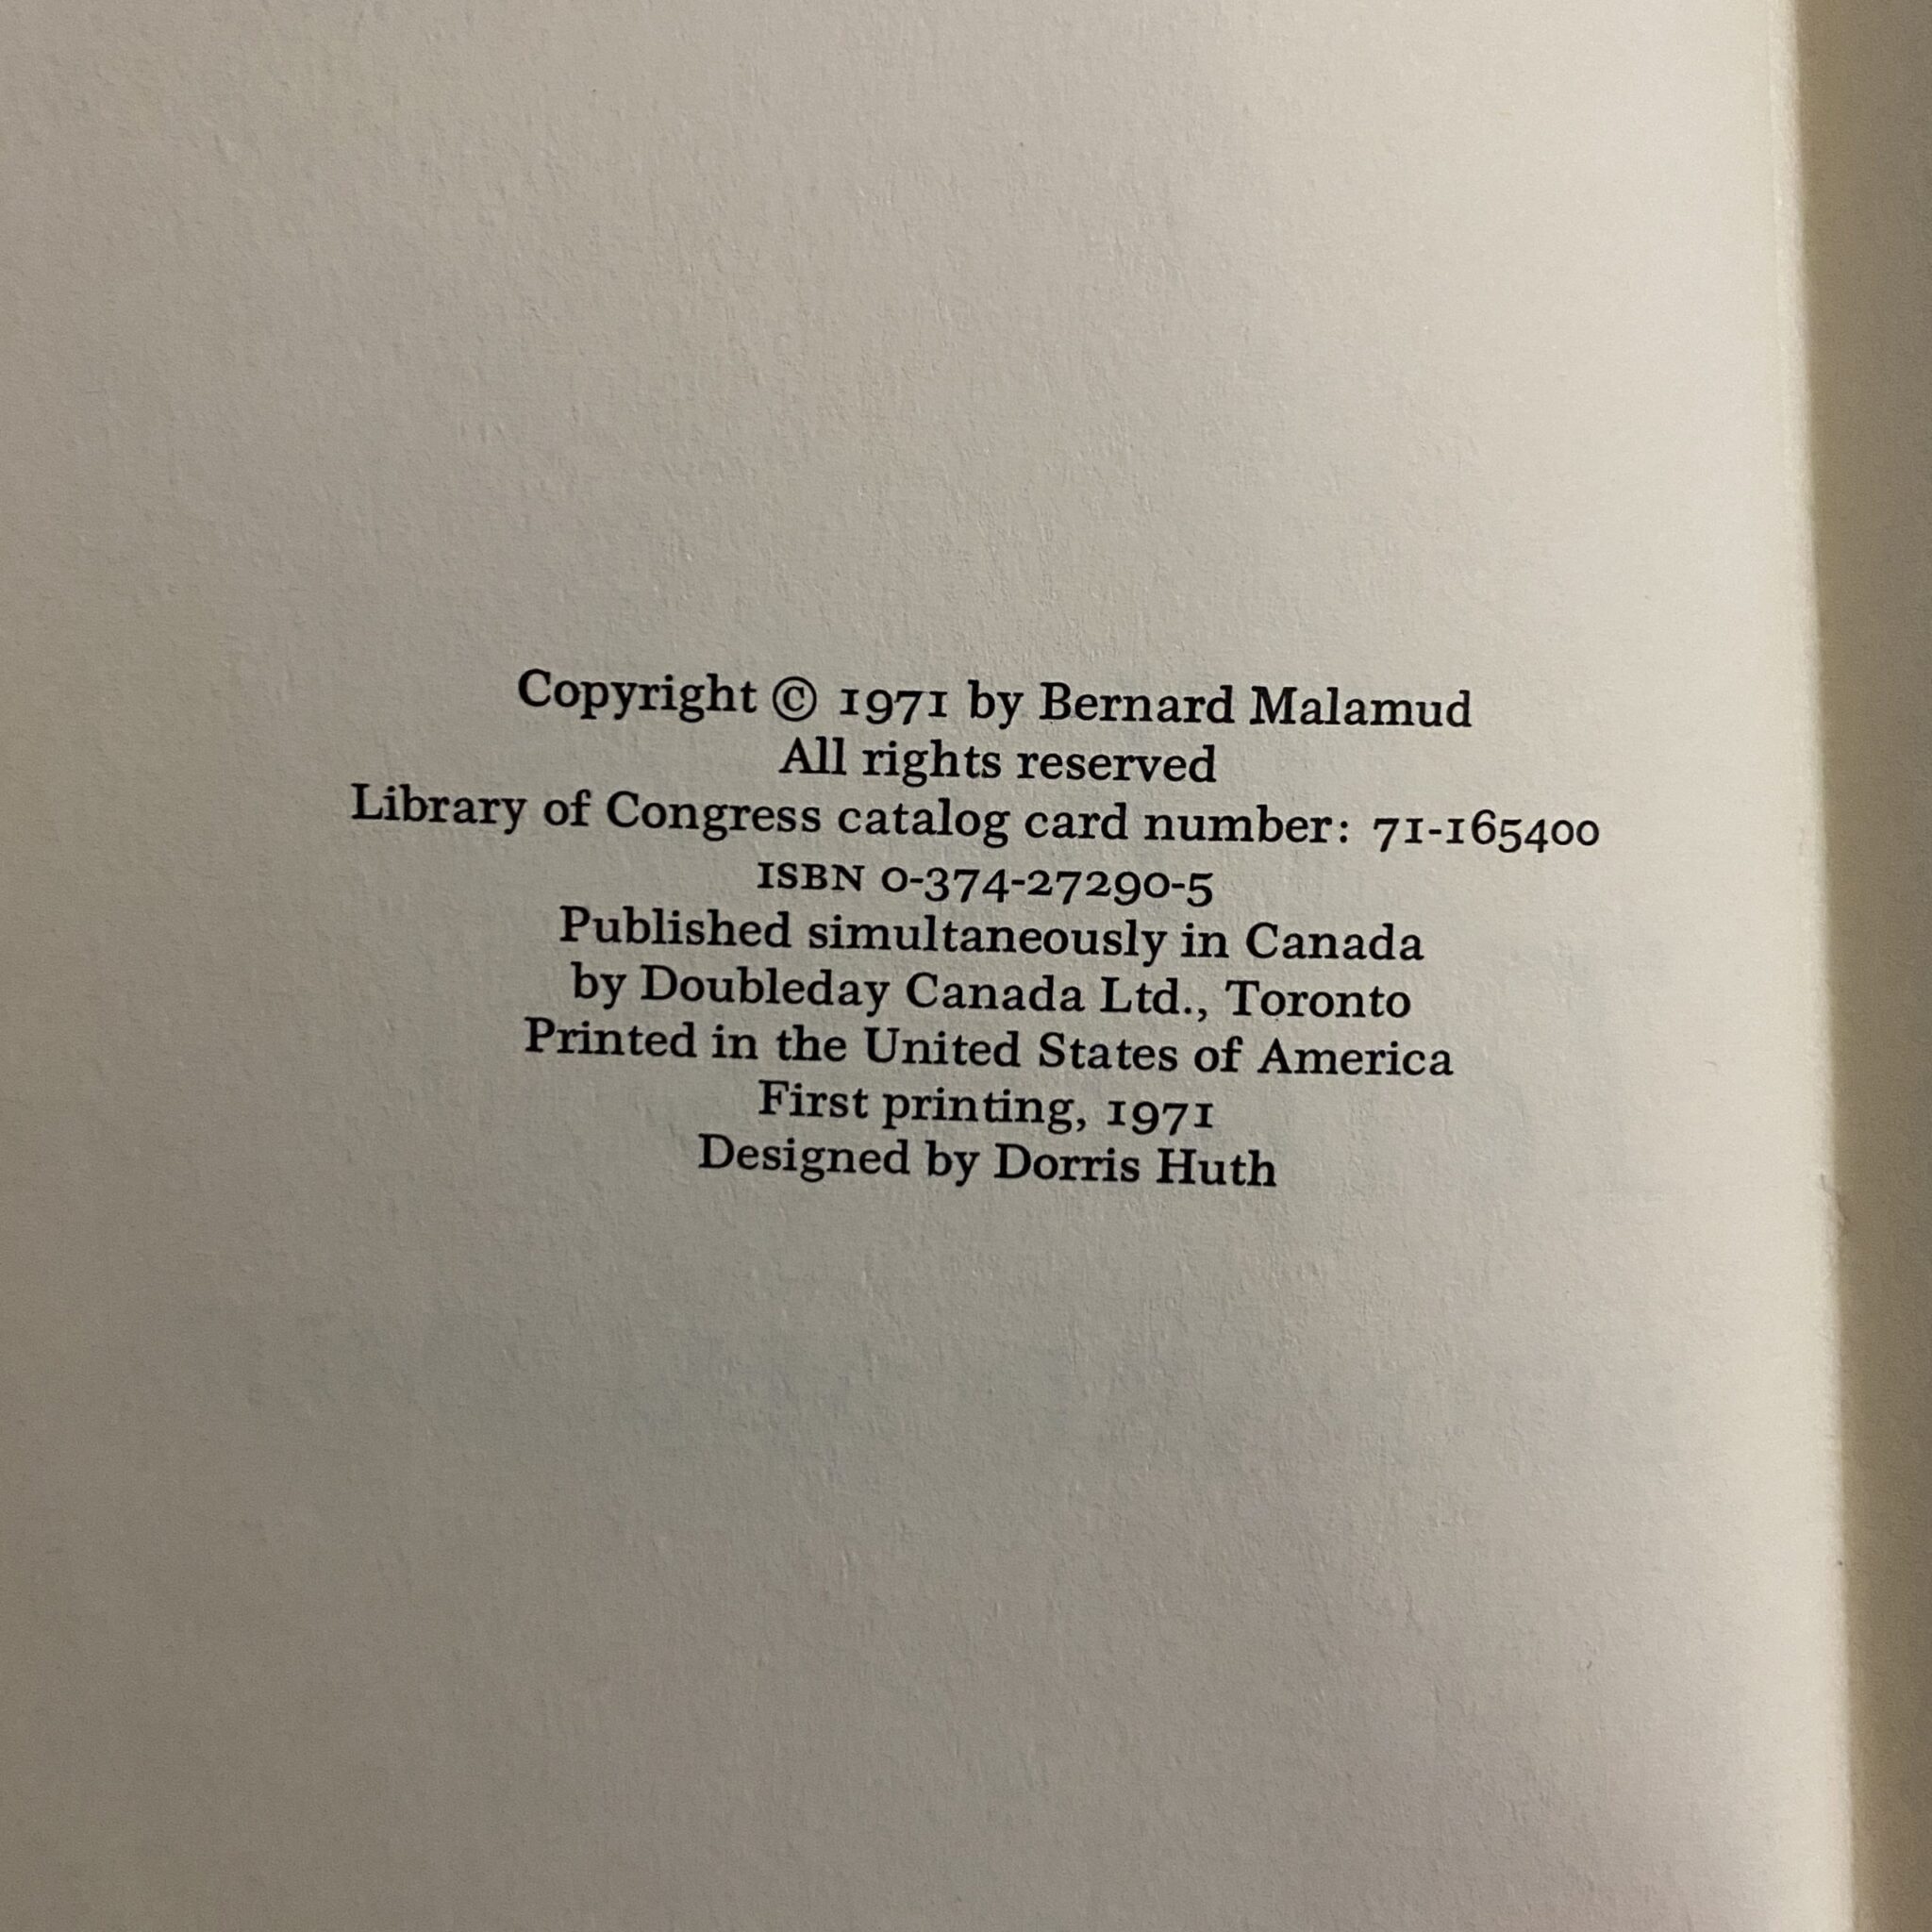 Copyright © 1971 by Bernard Malamud
All rights reserved
Library of Congress catalog card number: 71-165400
ISBN 0-374-27290-5
Published simultaneously in Canada
by Doubleday Canada Ltd., Toronto
Printed in the United States of America
First printing, 1971
Designed by Dorris Huth